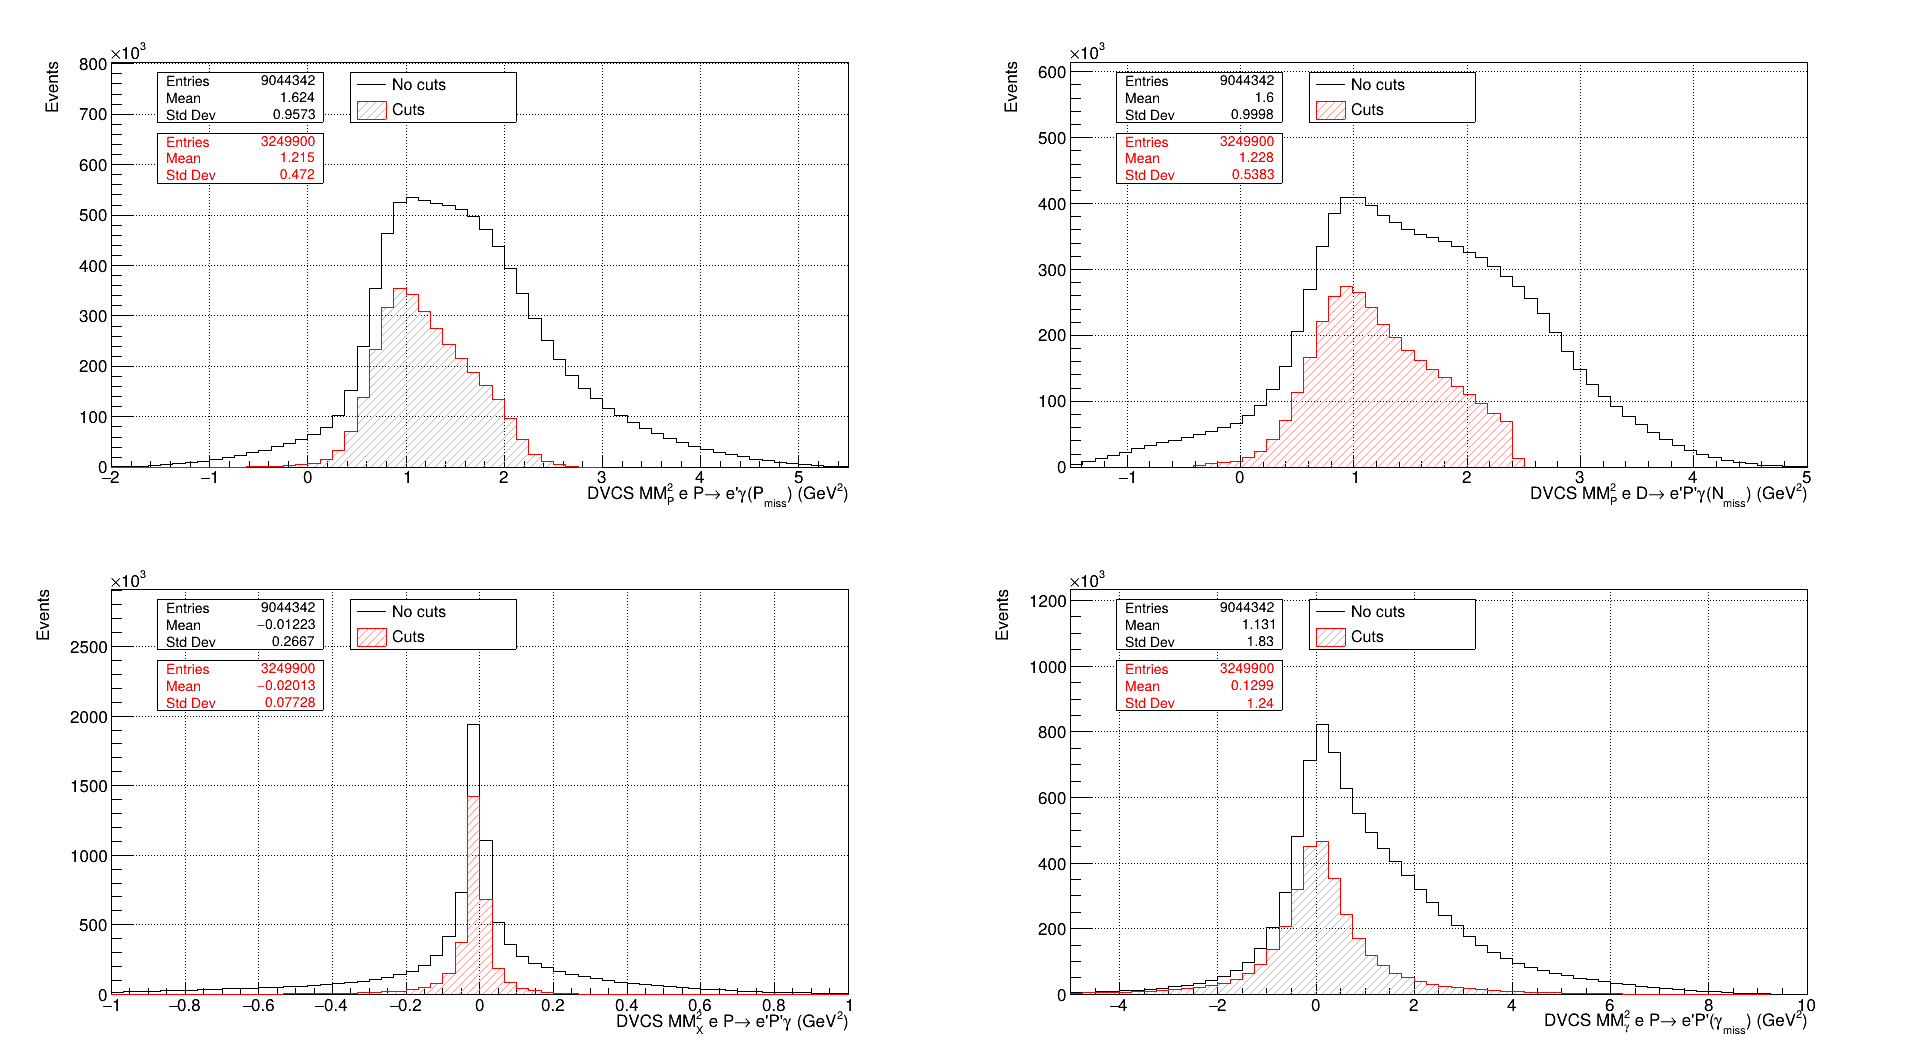 ×10³
Events
800
700
600
500
400
300
200
100
0
−2 −1 0 1 2 3 4 5
Entries 9044342
Mean 1.624
Std Dev 0.9573
Entries 3249900
Mean 1.215
Std Dev 0.472
No cuts
Cuts
DVCS MM²_P e P→ e'γ(P_miss) (GeV²)
×10³
Events
600
500
400
300
200
100
0
−1 0 1 2 3 4 5
Entries 9044342
Mean 1.6
Std Dev 0.9998
Entries 3249900
Mean 1.228
Std Dev 0.5383
No cuts
Cuts
DVCS MM²_P e D→ e'P'γ(N_miss) (GeV²)
×10³
Events
2500
2000
1500
1000
500
0
−1 −0.8 −0.6 −0.4 −0.2 0 0.2 0.4 0.6 0.8 1
Entries 9044342
Mean −0.01223
Std Dev 0.2667
Entries 3249900
Mean −0.02013
Std Dev 0.07728
No cuts
Cuts
DVCS MM²_X e P→ e'P'γ (GeV²)
×10³
Events
1200
1000
800
600
400
200
0
−4 −2 0 2 4 6 8 10
Entries 9044342
Mean 1.131
Std Dev 1.83
Entries 3249900
Mean 0.1299
Std Dev 1.24
No cuts
Cuts
DVCS MM²_γ e P→ e'P'(γ_miss) (GeV²)